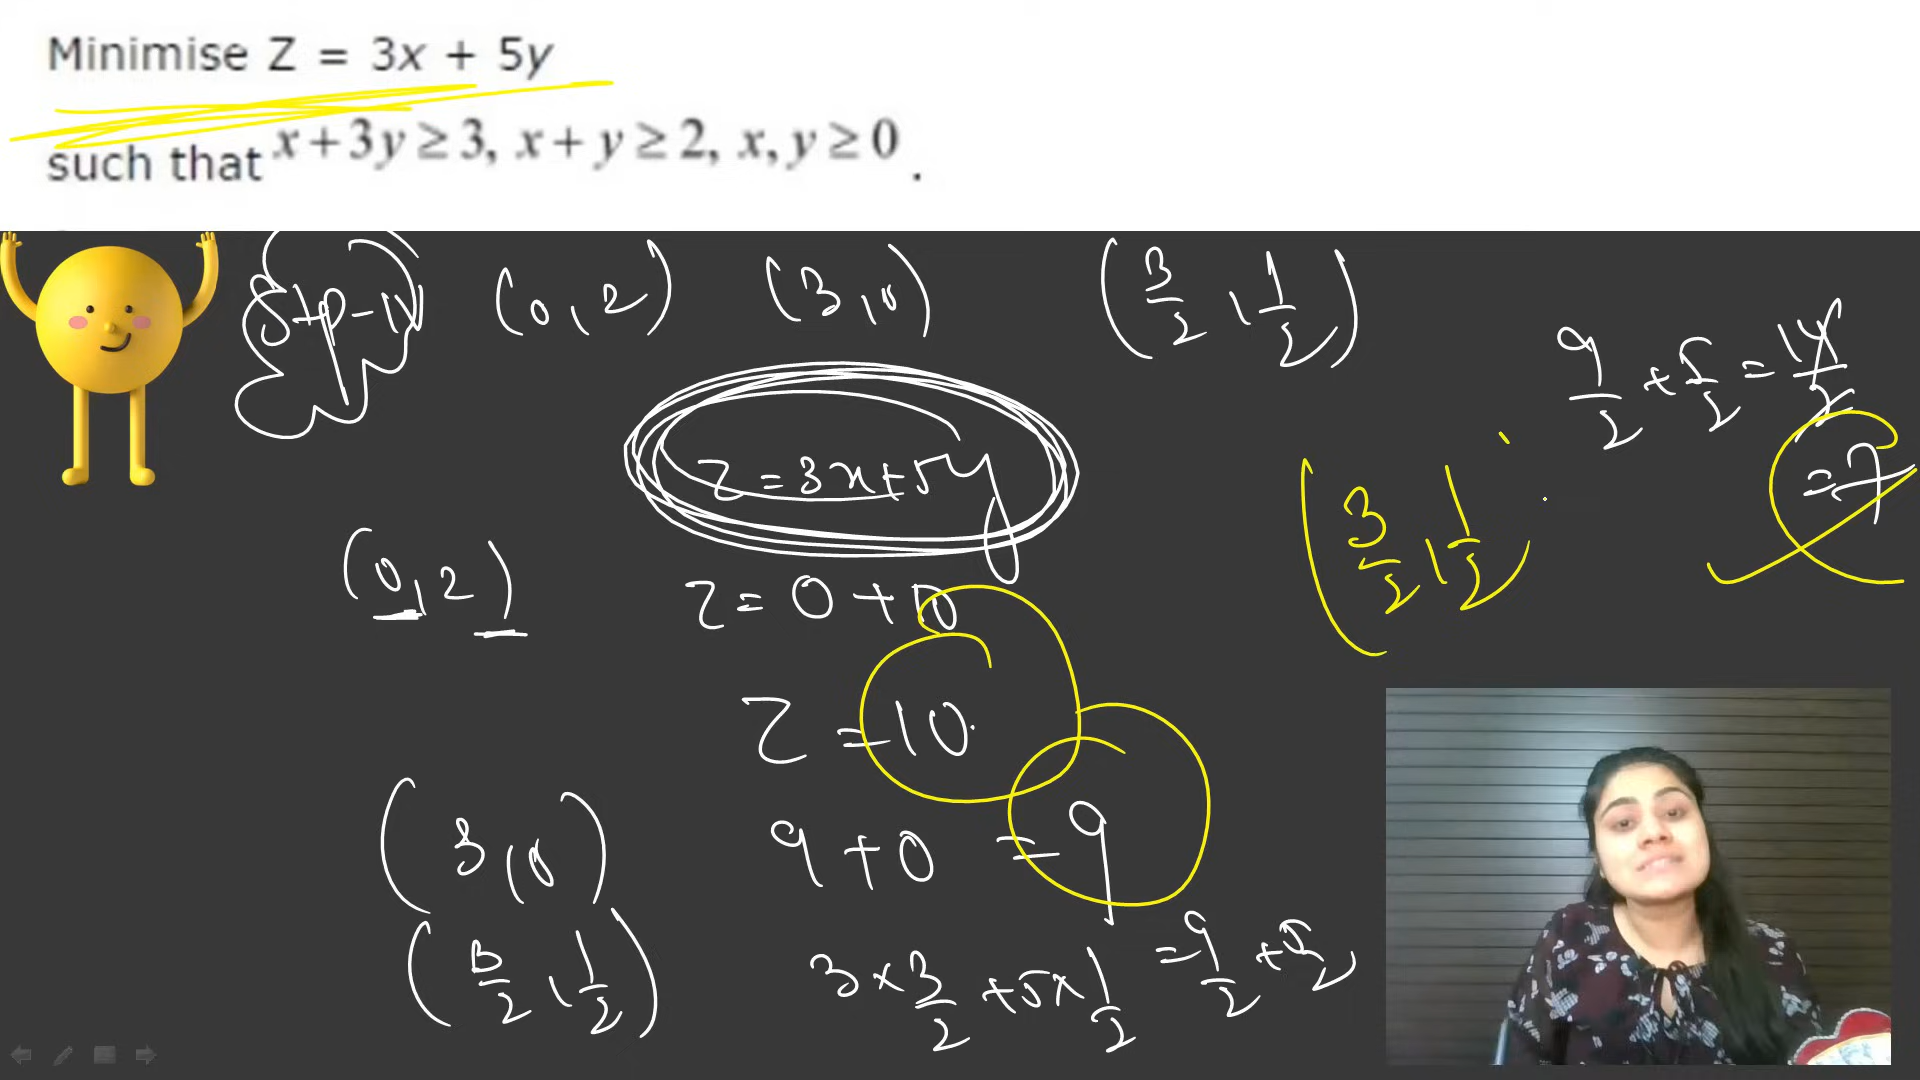 Minimise Z = 3x + 5y
such that x+3y≥3, x+y≥2, x,y≥0 .
(0,2) (3,0) (3/2, 1/2)
9/2 + 5/2 = 14/2
= 7
Z = 3x+5y
(3/2, 1/2)
(0,2) Z = 0 + 10
Z = 10
(3,0) 9 + 0 = 9
(3/2, 1/2) 3 × 3/2 + 5 × 1/2 = 9/2 + 5/2